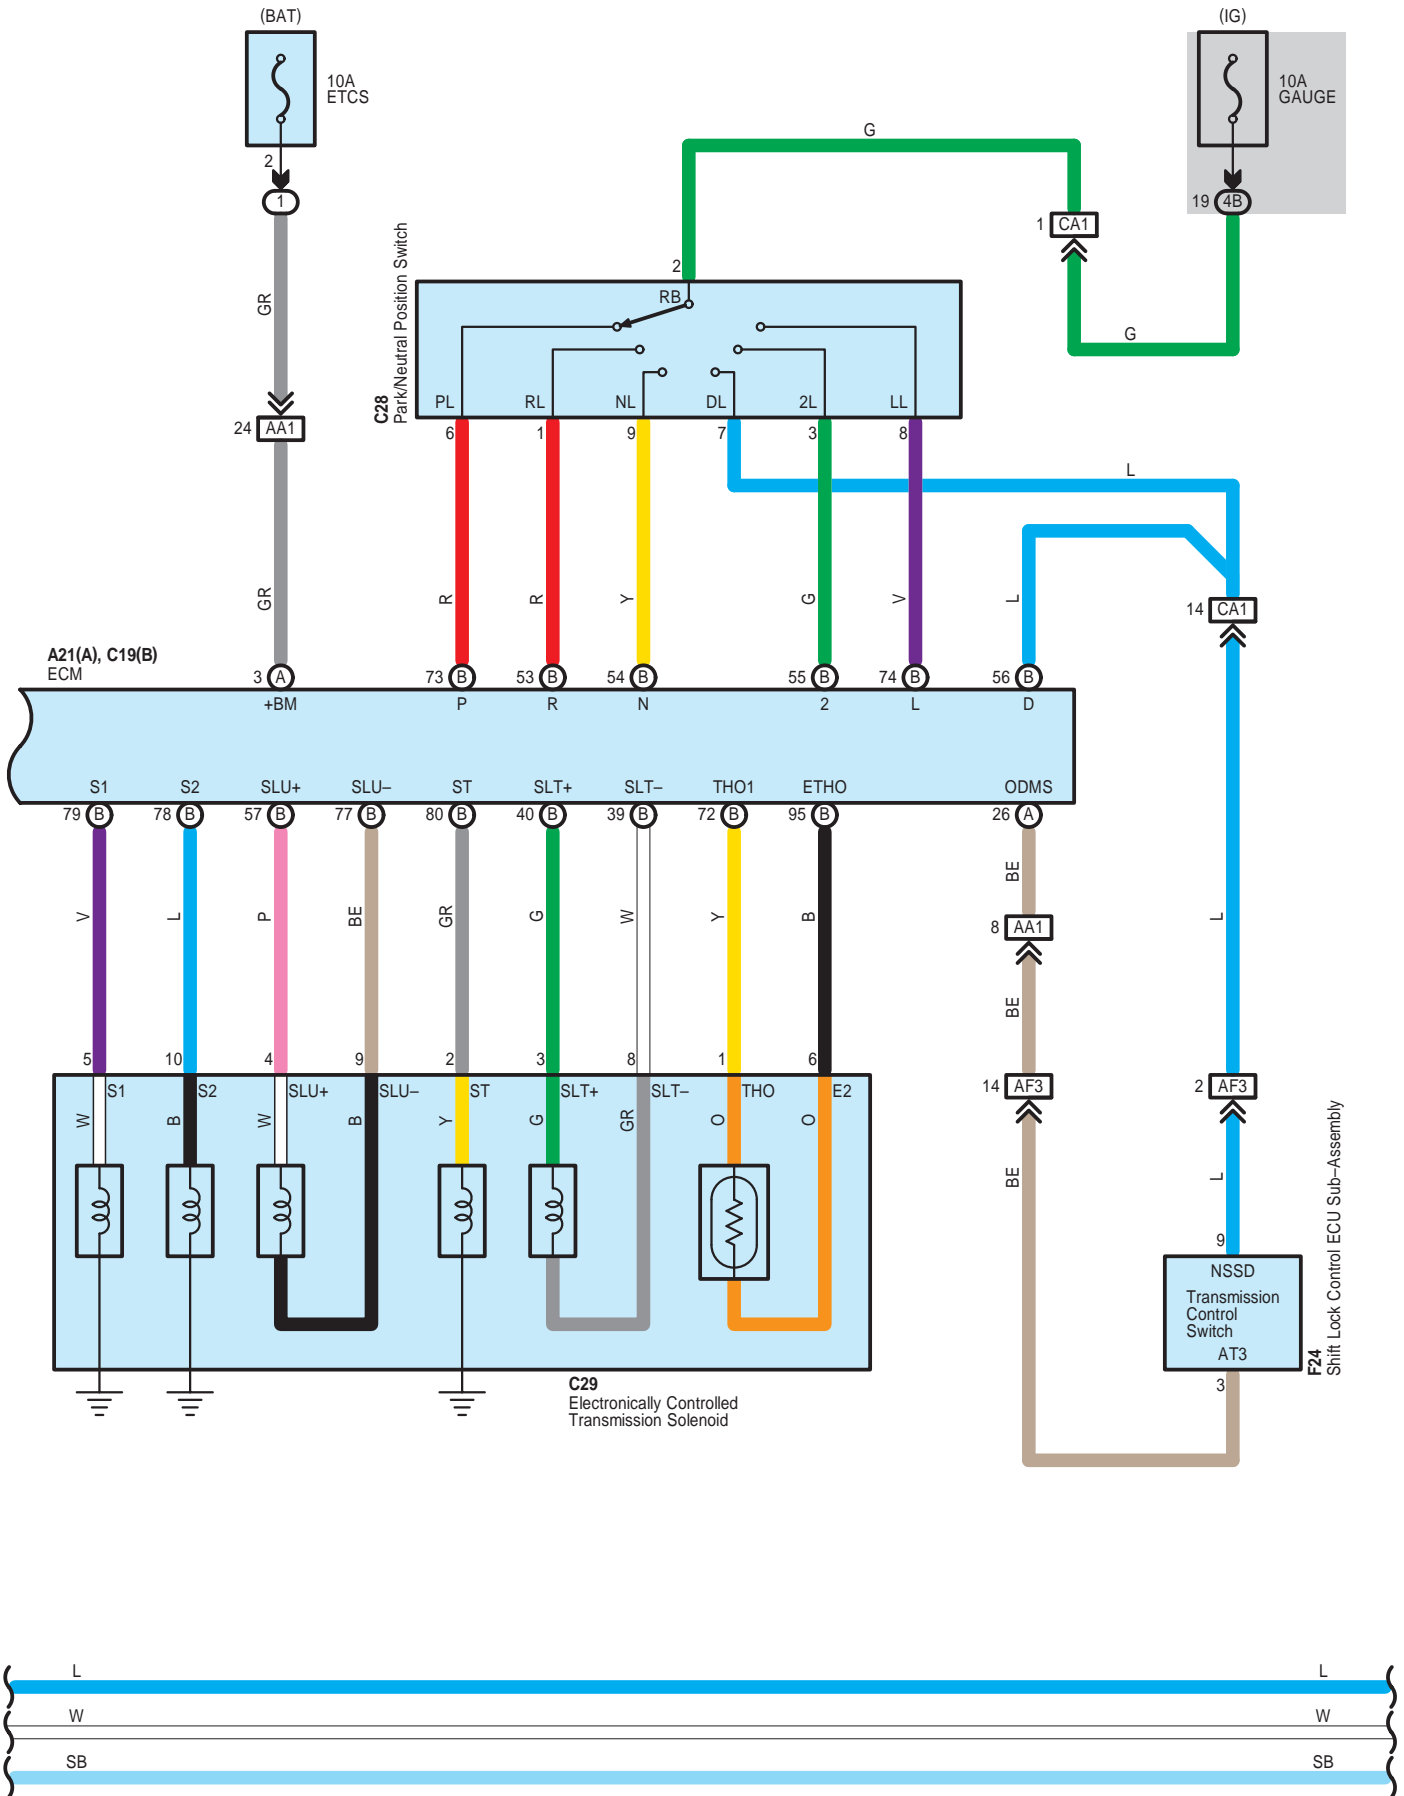 (BAT)
(IG)
10A
ETCS
10A
GAUGE
2
1
19 4B
G
1 CA1
G
GR
C28
Park/Neutral Position Switch
2
RB
PL RL NL DL 2L LL
6 1 9 7 3 8
24 AA1
L
GR
R R Y G V L
14 CA1
A21(A), C19(B)
ECM
3 A 73 B 53 B 54 B 55 B 74 B 56 B
+BM P R N 2 L D
S1 S2 SLU+ SLU– ST SLT+ SLT– THO1 ETHO ODMS
79 B 78 B 57 B 77 B 80 B 40 B 39 B 72 B 95 B 26 A
BE
V L P BE GR G W Y B L
8 AA1
BE
5 10 4 9 2 3 8 1 6
S1 S2 SLU+ SLU– ST SLT+ SLT– THO E2
14 AF3 2 AF3
W B W B Y G GR O O
BE L
9
NSSD
Transmission
Control
Switch
AT3
3
F24
Shift Lock Control ECU Sub–Assembly
C29
Electronically Controlled
Transmission Solenoid
L L
W W
SB SB